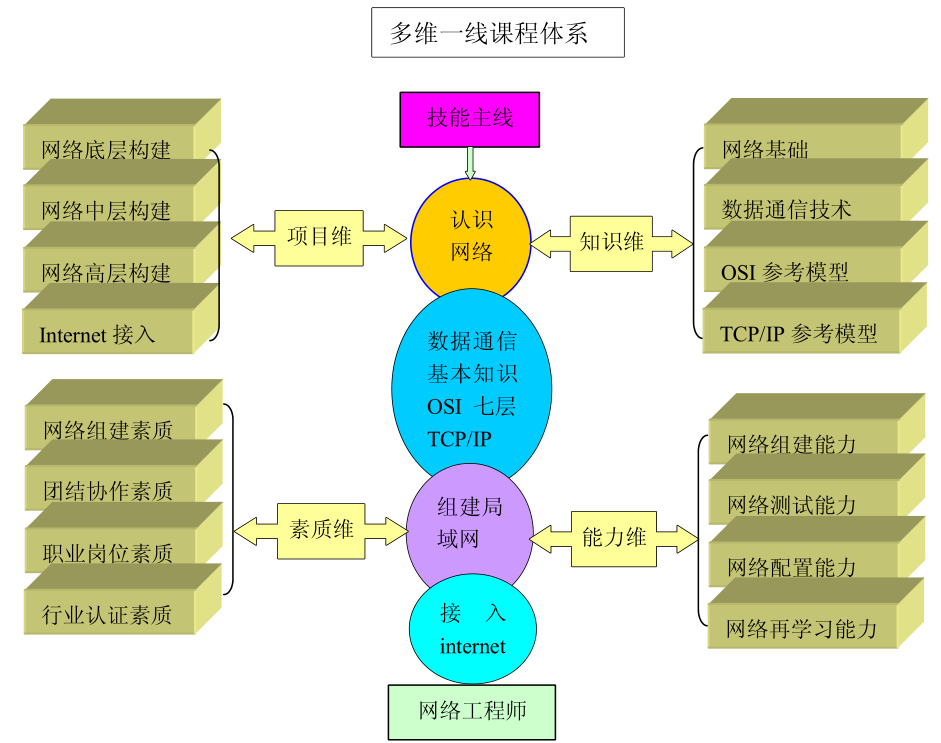 多维一线课程体系
技能主线
网络底层构建
网络中层构建
网络高层构建
Internet 接入
项目维
认识
网络
知识维
网络基础
数据通信技术
OSI 参考模型
TCP/IP 参考模型
数据通信
基本知识
OSI 七层
TCP/IP
网络组建素质
团结协作素质
职业岗位素质
行业认证素质
素质维
组建局
域网
能力维
网络组建能力
网络测试能力
网络配置能力
网络再学习能力
接 入
internet
网络工程师